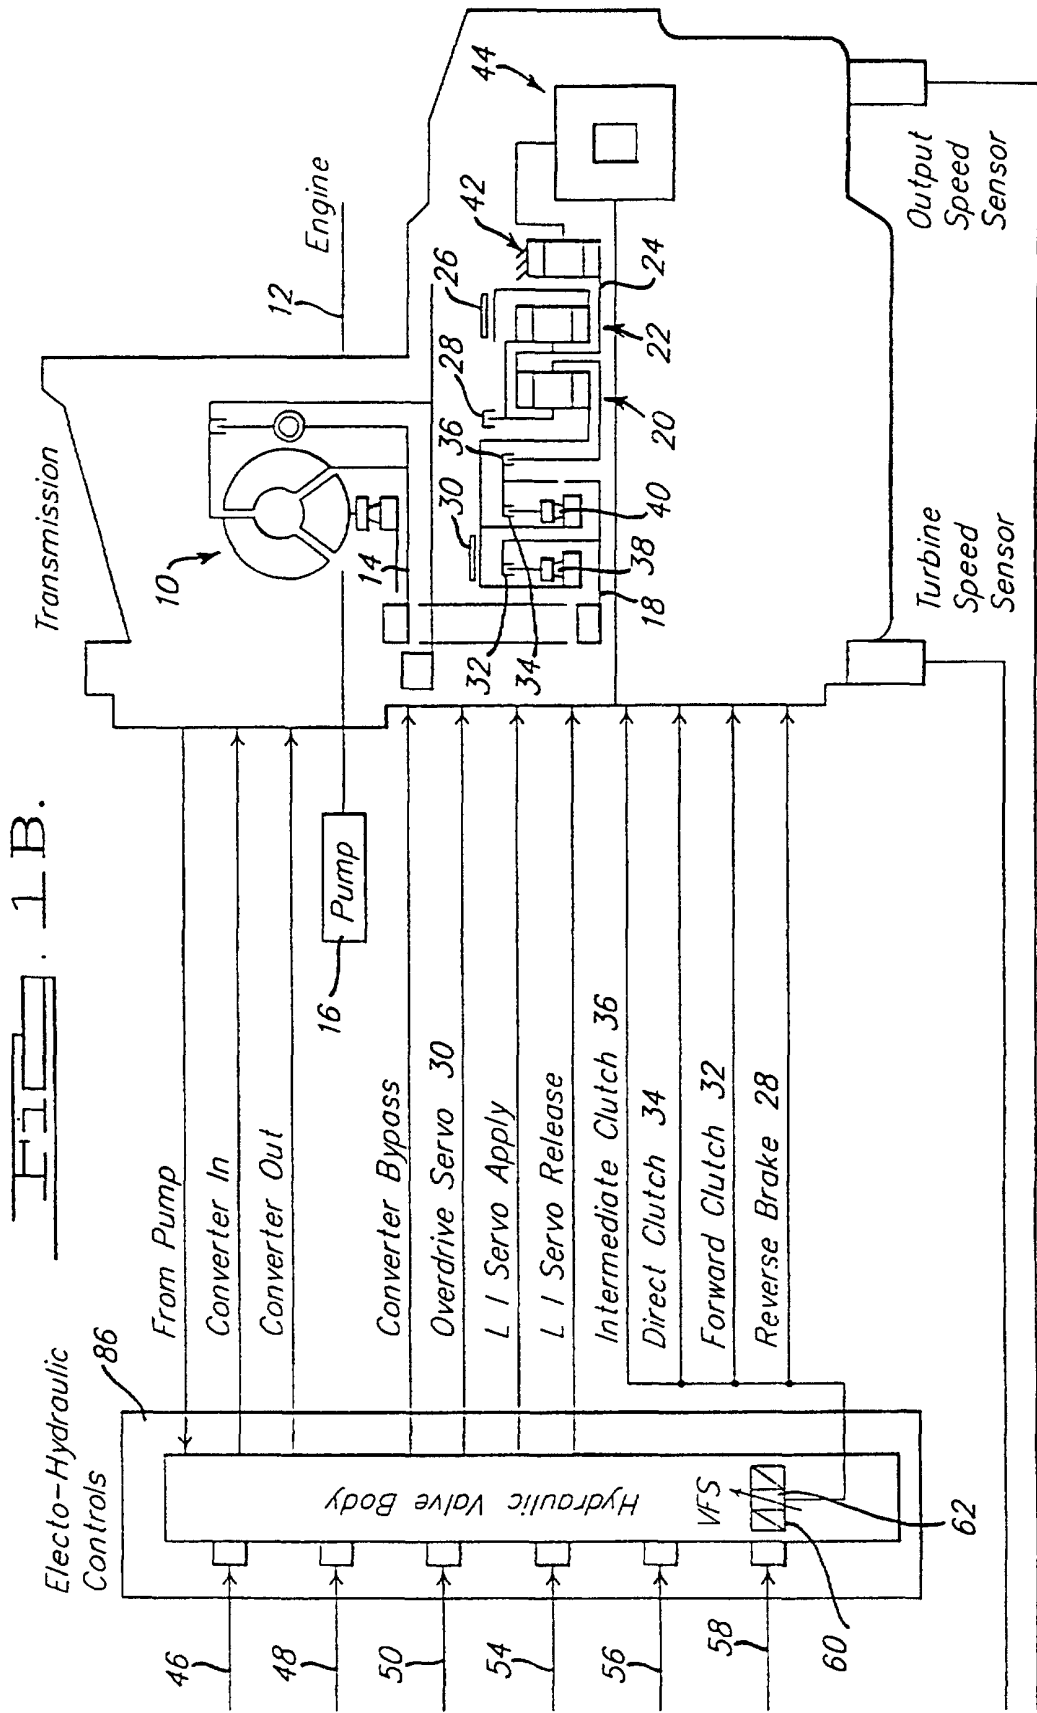 Fig. 1B.
Electo-Hydraulic
Controls
86
From Pump
Converter In
Converter Out
Converter Bypass
Overdrive Servo 30
L I Servo Apply
L I Servo Release
Intermediate Clutch 36
Direct Clutch 34
Forward Clutch 32
Reverse Brake 28
Hydraulic Valve Body
VFS
46
48
50
54
56
58
60
62
16
Pump
Transmission
10
12
Engine
14
30
36
28
26
42
44
32
34
18
38
40
20
22
24
Turbine
Speed
Sensor
Output
Speed
Sensor